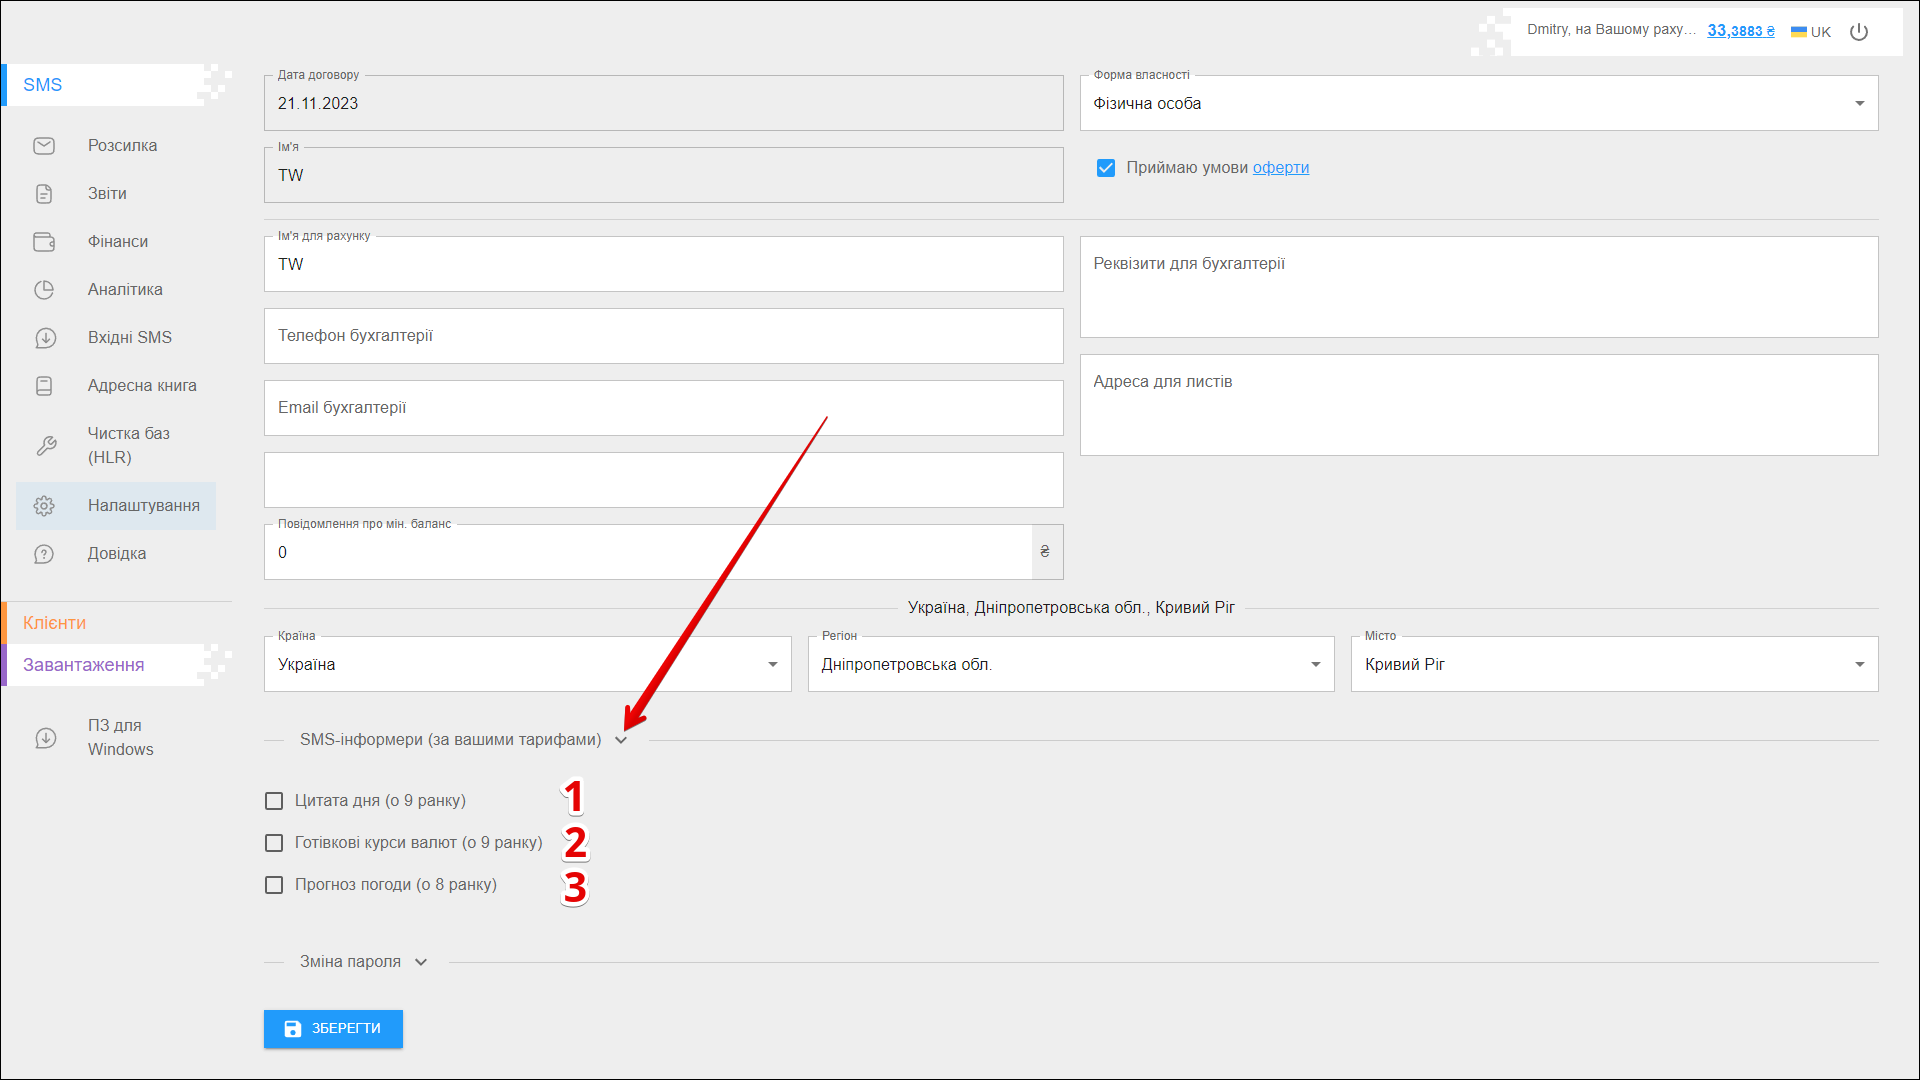 Dmitry, на Вашому раху... 33,3883 ₴ UK
SMS
Розсилка
Звіти
Фінанси
Аналітика
Вхідні SMS
Адресна книга
Чистка баз
(HLR)
Налаштування
Довідка
Клієнти
Завантаження
ПЗ для
Windows
Дата договору
21.11.2023
Форма власності
Фізична особа
Ім'я
TW
Приймаю умови оферти
Ім'я для рахунку
TW
Реквізити для бухгалтерії
Телефон бухгалтерії
Адреса для листів
Email бухгалтерії
Повідомлення про мін. баланс
0 ₴
Україна, Дніпропетровська обл., Кривий Ріг
Країна
Україна
Регіон
Дніпропетровська обл.
Місто
Кривий Ріг
SMS-інформери (за вашими тарифами)
Цитата дня (о 9 ранку) 1
Готівкові курси валют (о 9 ранку) 2
Прогноз погоди (о 8 ранку) 3
Зміна пароля
ЗБЕРЕГТИ